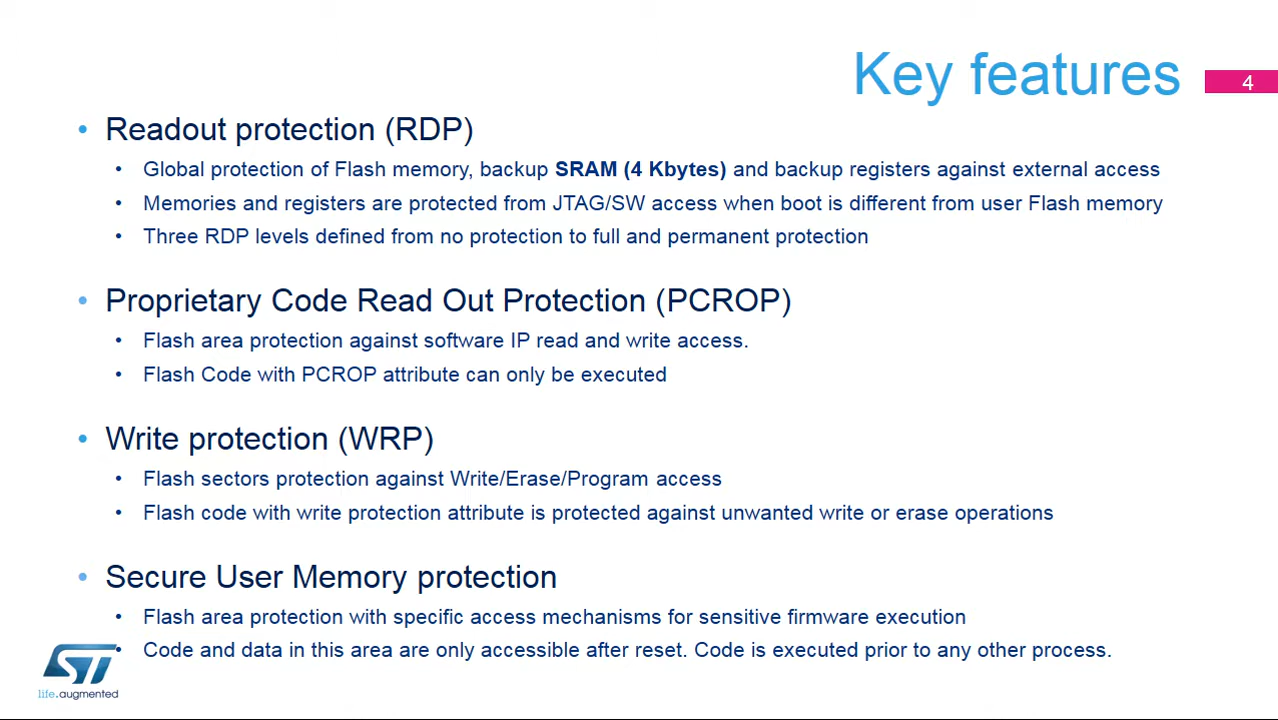 Key features
4
• Readout protection (RDP)
• Global protection of Flash memory, backup SRAM (4 Kbytes) and backup registers against external access
• Memories and registers are protected from JTAG/SW access when boot is different from user Flash memory
• Three RDP levels defined from no protection to full and permanent protection
• Proprietary Code Read Out Protection (PCROP)
• Flash area protection against software IP read and write access.
• Flash Code with PCROP attribute can only be executed
• Write protection (WRP)
• Flash sectors protection against Write/Erase/Program access
• Flash code with write protection attribute is protected against unwanted write or erase operations
• Secure User Memory protection
• Flash area protection with specific access mechanisms for sensitive firmware execution
• Code and data in this area are only accessible after reset. Code is executed prior to any other process.
ST
life.augmented